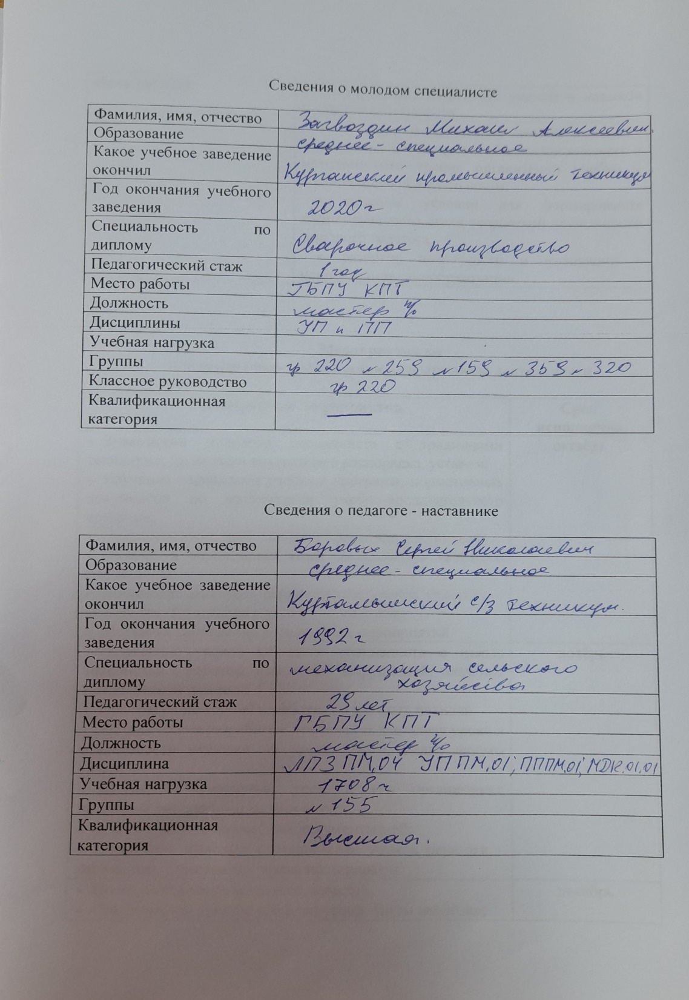 Сведения о молодом специалисте
Фамилия, имя, отчество Загвоздин Михаил Алексеевич.
Образование среднее - специальное
Какое учебное заведение
окончил Курганский промышленный техникум
Год окончания учебного
заведения 2020 г
Специальность по
диплому Сварочное производство
Педагогический стаж 1 год
Место работы ГБПУ КПТ
Должность мастер п/о
Дисциплины УП и ПП
Учебная нагрузка
Группы гр 220 м 259 м 159 м 359 м 320
Классное руководство гр 220
Квалификационная
категория —
Сведения о педагоге - наставнике
Фамилия, имя, отчество Боровых Сергей Николаевич
Образование среднее - специальное
Какое учебное заведение
окончил Куртамышский с/з техникум.
Год окончания учебного
заведения 1992 г
Специальность по
диплому механизация сельского
хозяйства
Педагогический стаж 29 лет
Место работы ГБПУ КПТ
Должность мастер п/о
Дисциплина ЛПЗ ПМ.04 УП ПМ.01; ПП ПМ.01; МДК.01.01
Учебная нагрузка 1708 ч
Группы м 155
Квалификационная
категория Высшая.